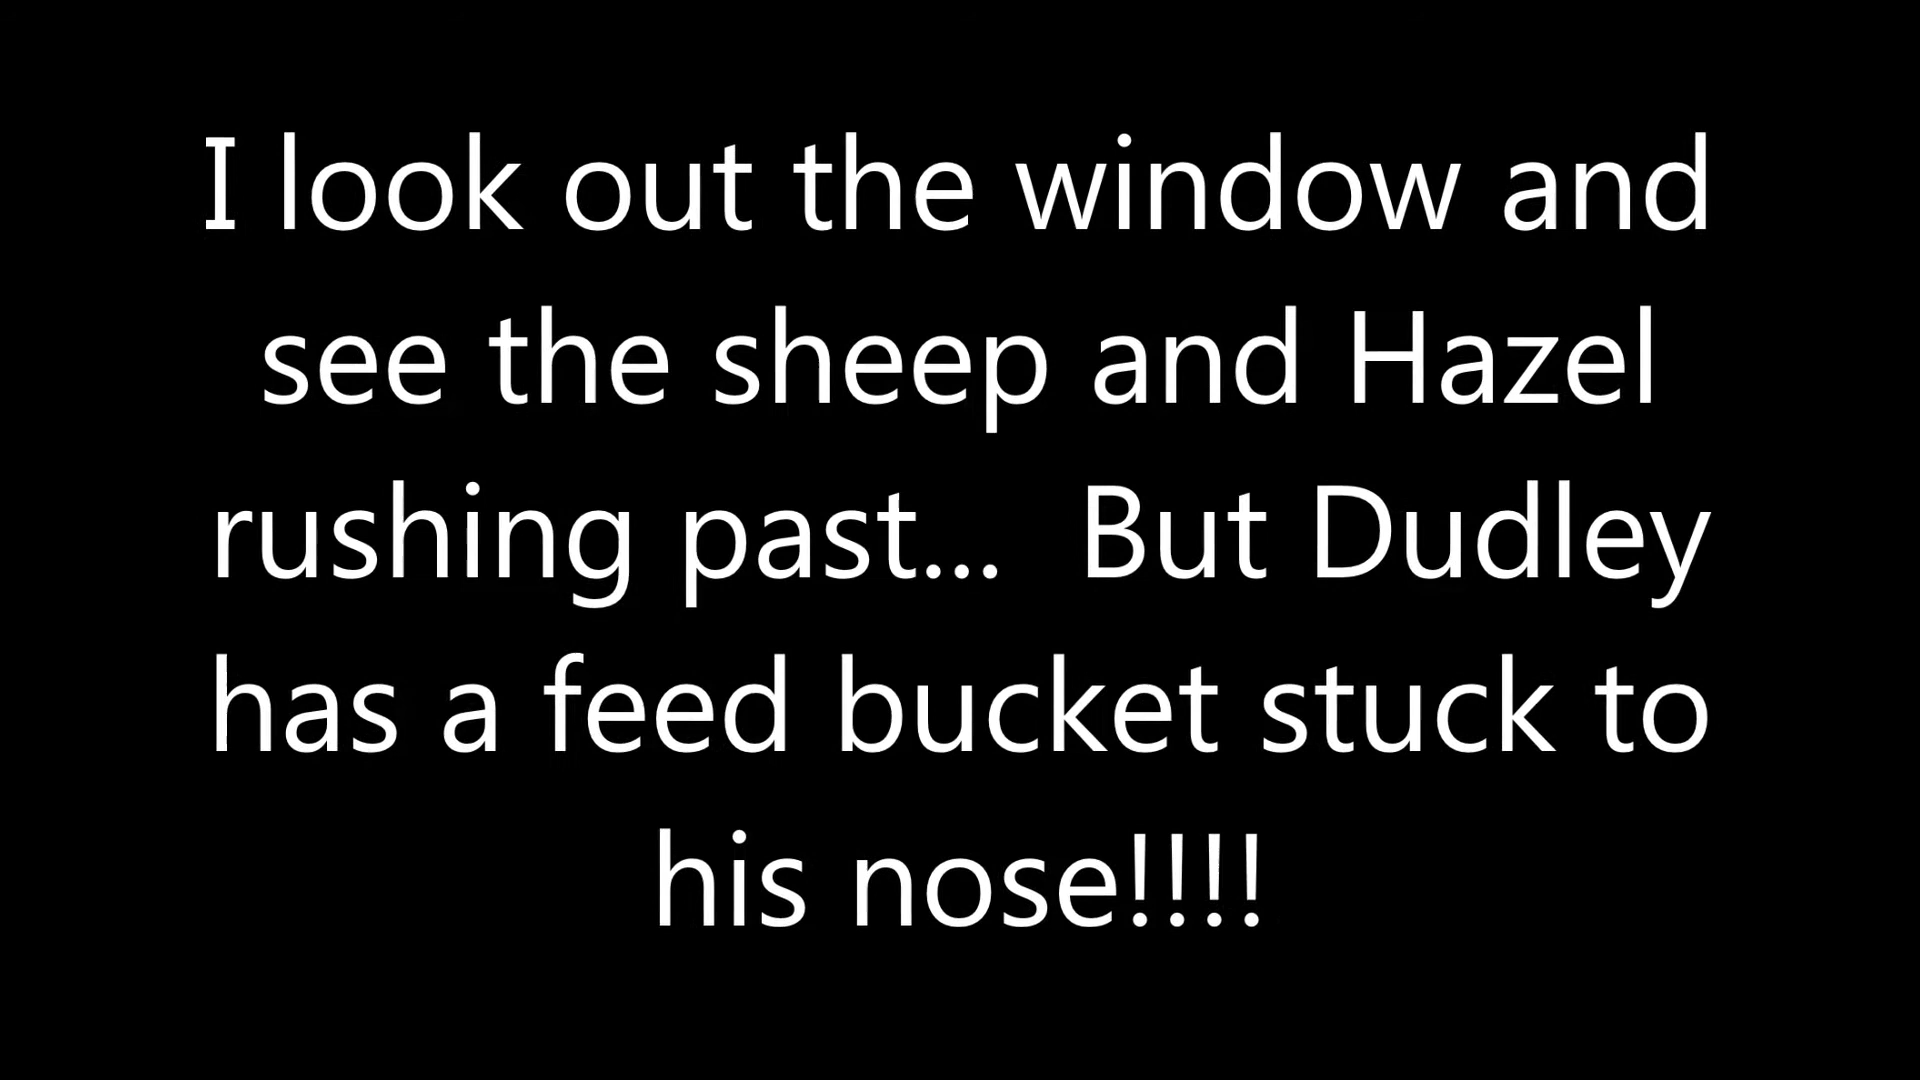 I look out the window and
see the sheep and Hazel
rushing past...  But Dudley
has a feed bucket stuck to
his nose!!!!